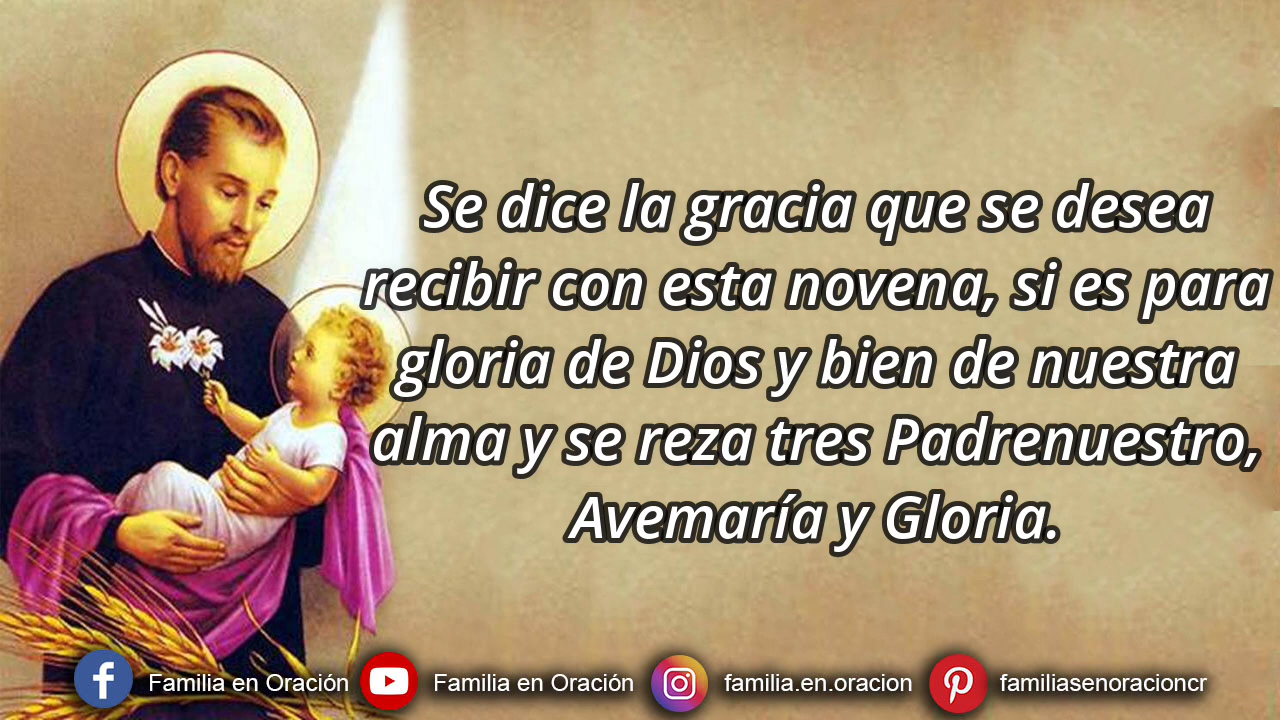 Se dice la gracia que se desea
recibir con esta novena, si es para
gloria de Dios y bien de nuestra
alma y se reza tres Padrenuestro,
Avemaría y Gloria.
Familia en Oración
Familia en Oración
familia.en.oracion
familiasenoracioncr